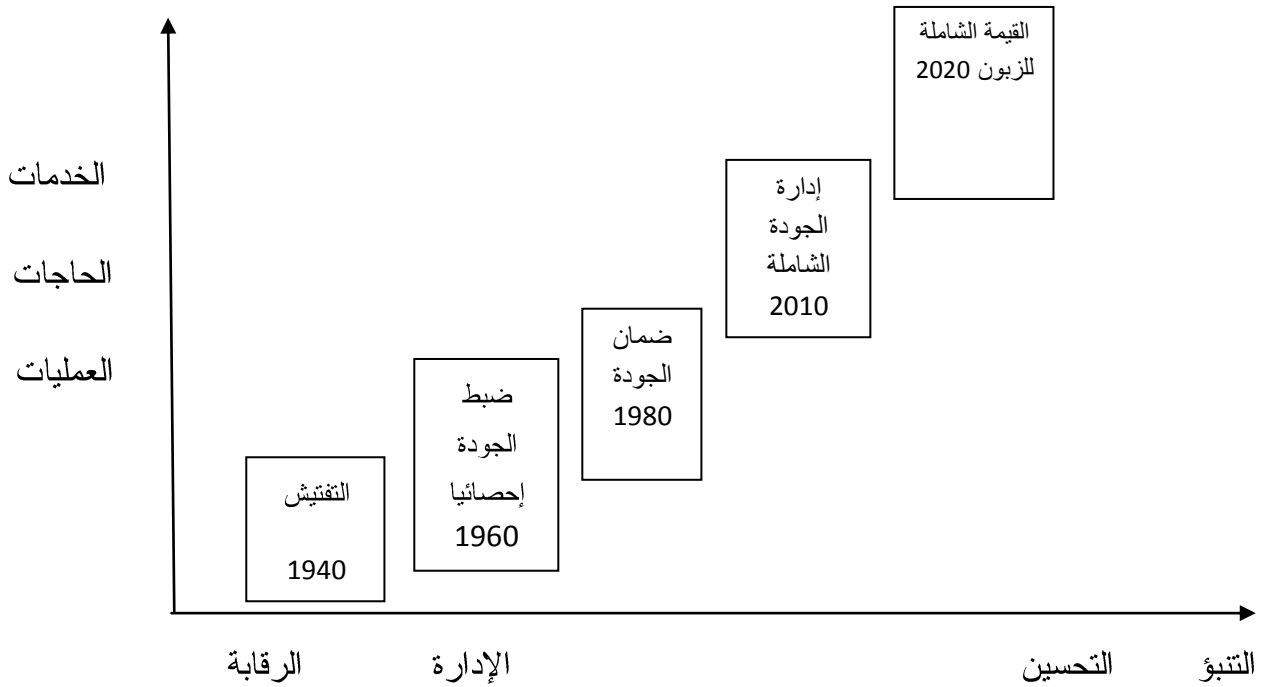 القيمة الشاملة
للزبون 2020
إدارة
الجودة
الشاملة
2010
ضمان
الجودة
1980
ضبط
الجودة
إحصائيا
1960
التفتيش
1940
الخدمات
الحاجات
العمليات
الرقابة
الإدارة
التحسين
التنبؤ